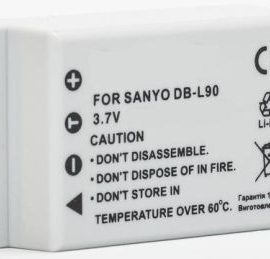 FOR SANYO DB-L90
3.7V
CAUTION
• DON'T DISASSEMBLE.
• DON'T DISPOSE OF IN FIRE.
• DON'T STORE IN
TEMPERATURE OVER 60°C.
+
T
-
C
Li-
Гарантія 1